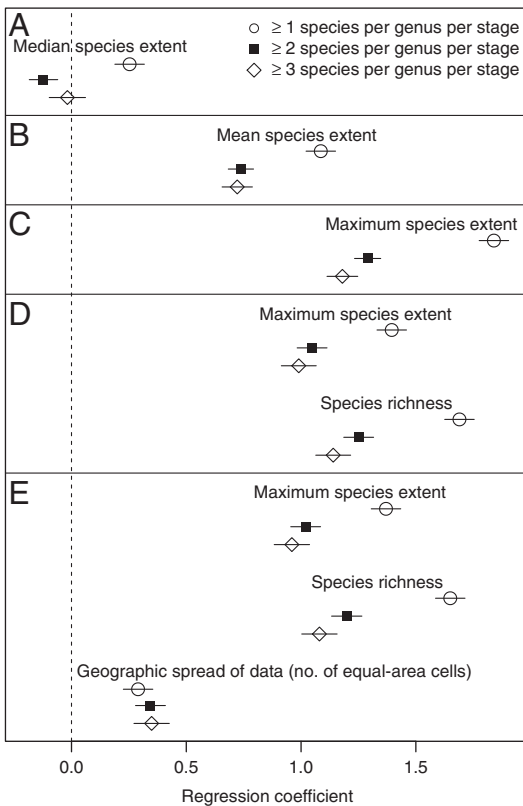 A
Median species extent
≥ 1 species per genus per stage
≥ 2 species per genus per stage
≥ 3 species per genus per stage
B
Mean species extent
C
Maximum species extent
D
Maximum species extent
Species richness
E
Maximum species extent
Species richness
Geographic spread of data (no. of equal-area cells)
0.0 0.5 1.0 1.5
Regression coefficient